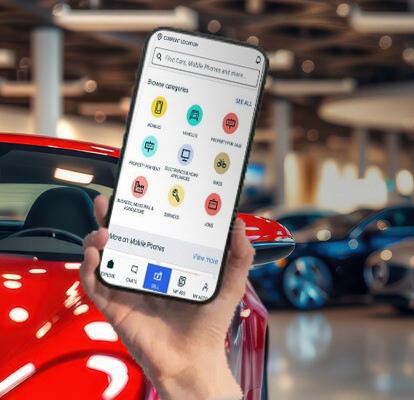 CURRENT LOCATION
Find Cars, Mobile Phones and more...
Browse categories
SEE ALL
MOBILES
VEHICLES
PROPERTY FOR SALE
PROPERTY FOR RENT
ELECTRONICS & HOME
APPLIANCES
BIKES
BUSINESS, INDUSTRIAL &
AGRICULTURE
SERVICES
JOBS
More on Mobile Phones
View more
EXPLORE
CHATS
SELL
MY ADS
ACCOUNT